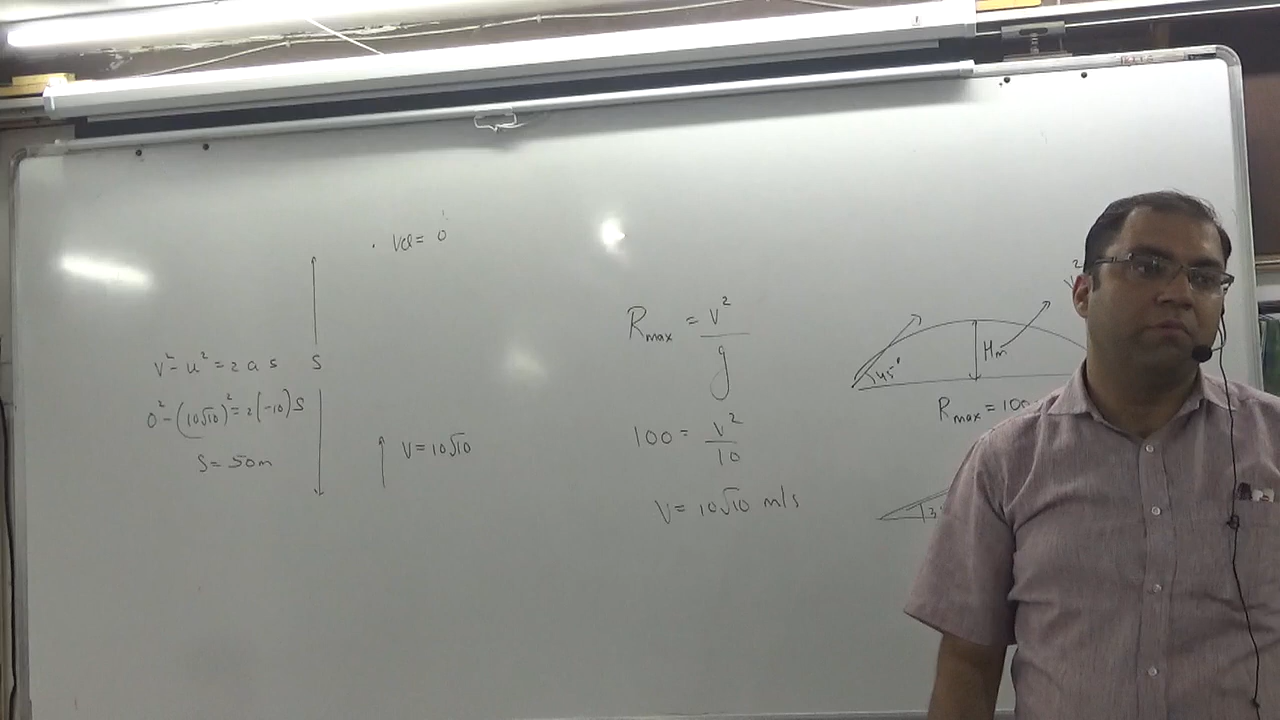 Vel = 0
v² - u² = 2 a s
S
0² - (10√10)² = 2(-10)S
S = 50m
V = 10√10
Rmax = v²/g
100 = v²/10
V = 10√10 m/s
45°
Hm
Rmax = 100